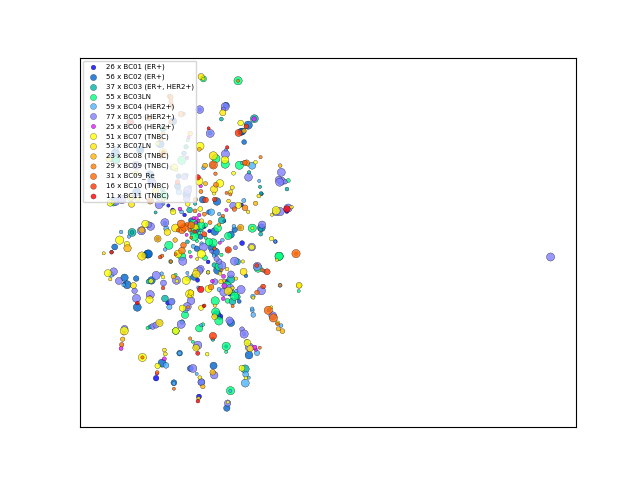 26 x BC01 (ER+)
56 x BC02 (ER+)
37 x BC03 (ER+, HER2+)
55 x BC03LN
59 x BC04 (HER2+)
77 x BC05 (HER2+)
25 x BC06 (HER2+)
51 x BC07 (TNBC)
53 x BC07LN
23 x BC08 (TNBC)
29 x BC09 (TNBC)
31 x BC09_Re
16 x BC10 (TNBC)
11 x BC11 (TNBC)